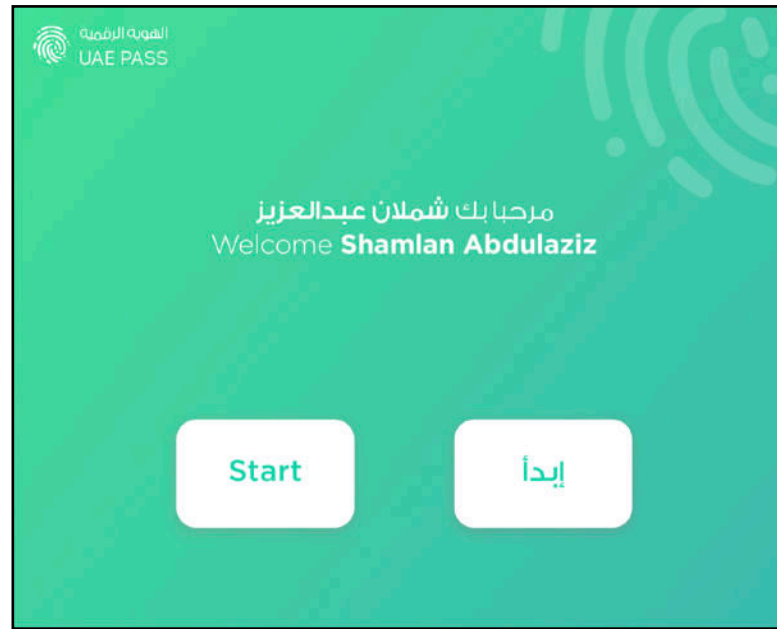 الهوية الرقمية
UAE PASS
مرحبا بك شملان عبدالعزيز
Welcome Shamlan Abdulaziz
Start
إبدأ